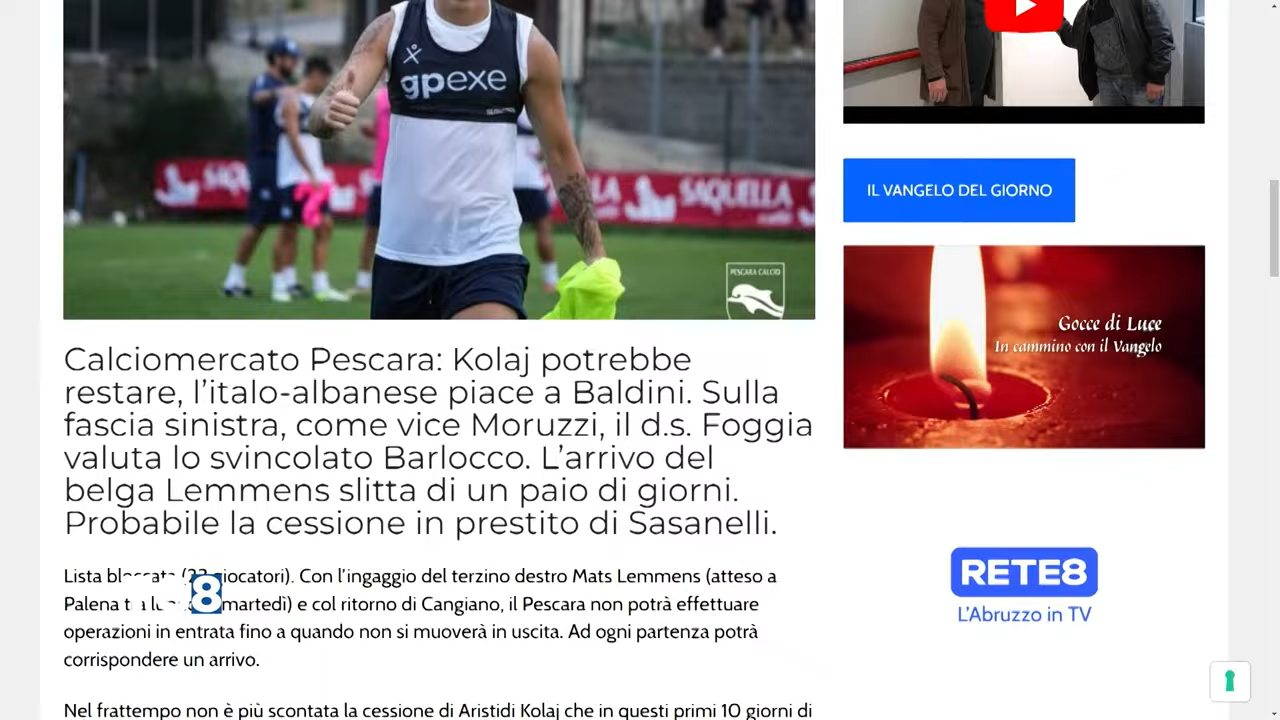 gpexe
SAQUELLA
PESCARA CALCIO
IL VANGELO DEL GIORNO
Gocce di Luce
In cammino con il Vangelo
Calciomercato Pescara: Kolaj potrebbe
restare, l’italo-albanese piace a Baldini. Sulla
fascia sinistra, come vice Moruzzi, il d.s. Foggia
valuta lo svincolato Barlocco. L’arrivo del
belga Lemmens slitta di un paio di giorni.
Probabile la cessione in prestito di Sasanelli.
Lista bloccata (23 giocatori). Con l’ingaggio del terzino destro Mats Lemmens (atteso a
Palena martedì) e col ritorno di Cangiano, il Pescara non potrà effettuare
operazioni in entrata fino a quando non si muoverà in uscita. Ad ogni partenza potrà
corrispondere un arrivo.
Nel frattempo non è più scontata la cessione di Aristidi Kolaj che in questi primi 10 giorni di
8
RETE8
L’Abruzzo in TV